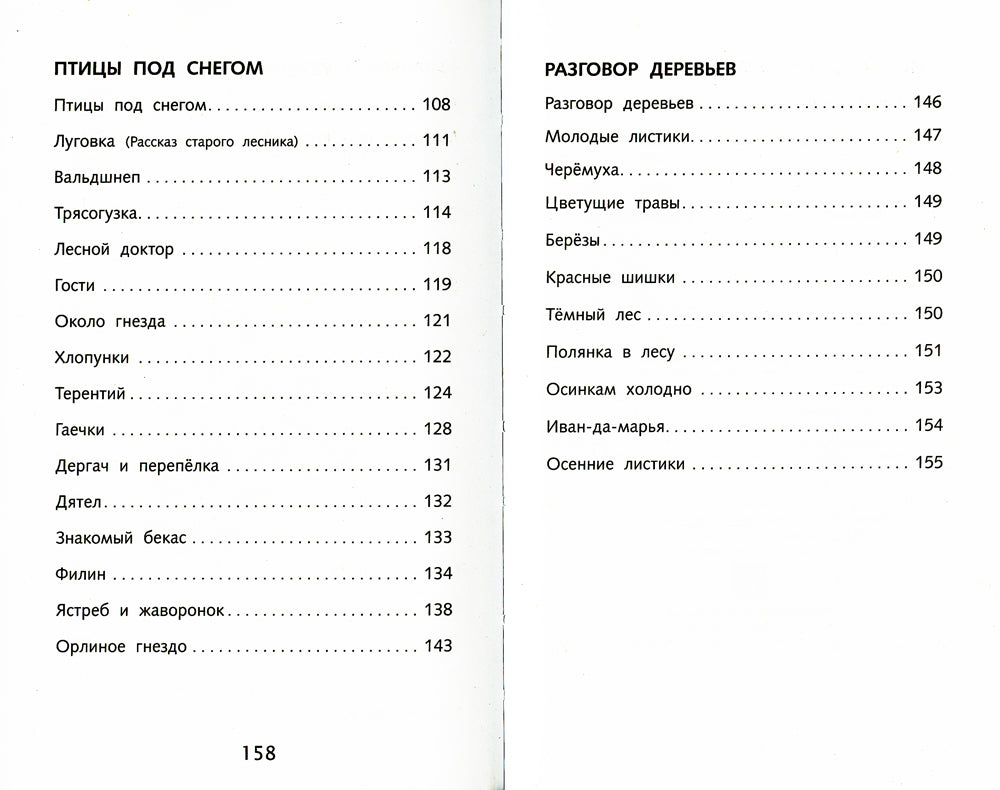 ПТИЦЫ ПОД СНЕГОМ
Птицы под снегом........................ 108
Луговка (Рассказ старого лесника) ............. 111
Вальдшнеп ............................... 113
Трясогузка................................ 114
Лесной доктор ........................... 118
Гости .................................... 119
Около гнезда ............................ 121
Хлопунки ................................ 122
Терентий................................. 124
Гаечки ................................... 128
Дергач и перепёлка ...................... 131
Дятел.................................... 132
Знакомый бекас .......................... 133
Филин ................................... 134
Ястреб и жаворонок...................... 138
Орлиное гнездо .......................... 143
158
РАЗГОВОР ДЕРЕВЬЕВ
Разговор деревьев ........................ 146
Молодые листики......................... 147
Черёмуха................................. 148
Цветущие травы.......................... 149
Берёзы................................... 149
Красные шишки .......................... 150
Тёмный лес .............................. 150
Полянка в лесу .......................... 151
Осинкам холодно ........................ 153
Иван-да-марья............................ 154
Осенние листики ......................... 155